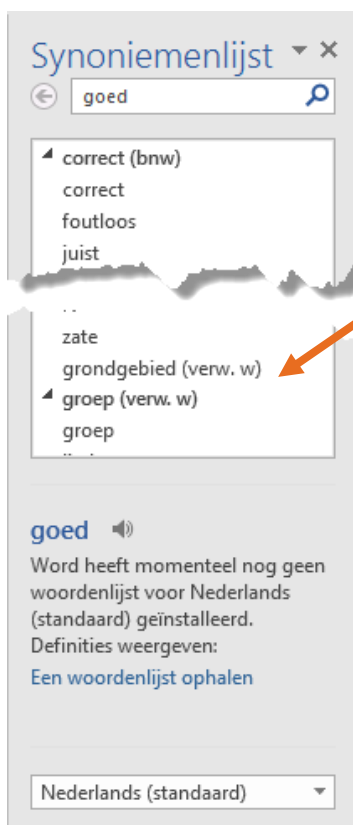 Synoniemenlijst
goed
correct (bnw)
correct
foutloos
juist
zate
grondgebied (verw. w)
groep (verw. w)
groep
goed
Word heeft momenteel nog geen
woordenlijst voor Nederlands
(standaard) geïnstalleerd.
Definities weergeven:
Een woordenlijst ophalen
Nederlands (standaard)